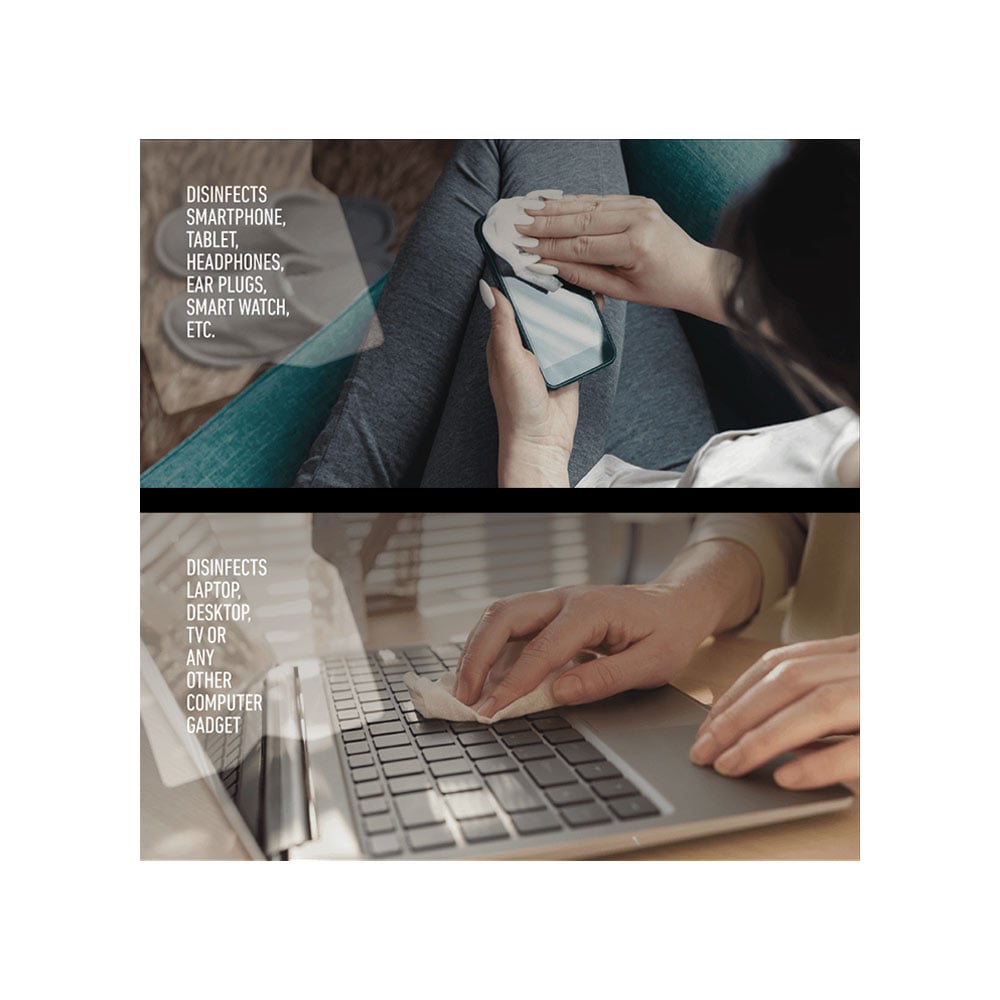 DISINFECTS
SMARTPHONE,
TABLET,
HEADPHONES,
EAR PLUGS,
SMART WATCH,
ETC.
DISINFECTS
LAPTOP,
DESKTOP,
TV OR
ANY
OTHER
COMPUTER
GADGET